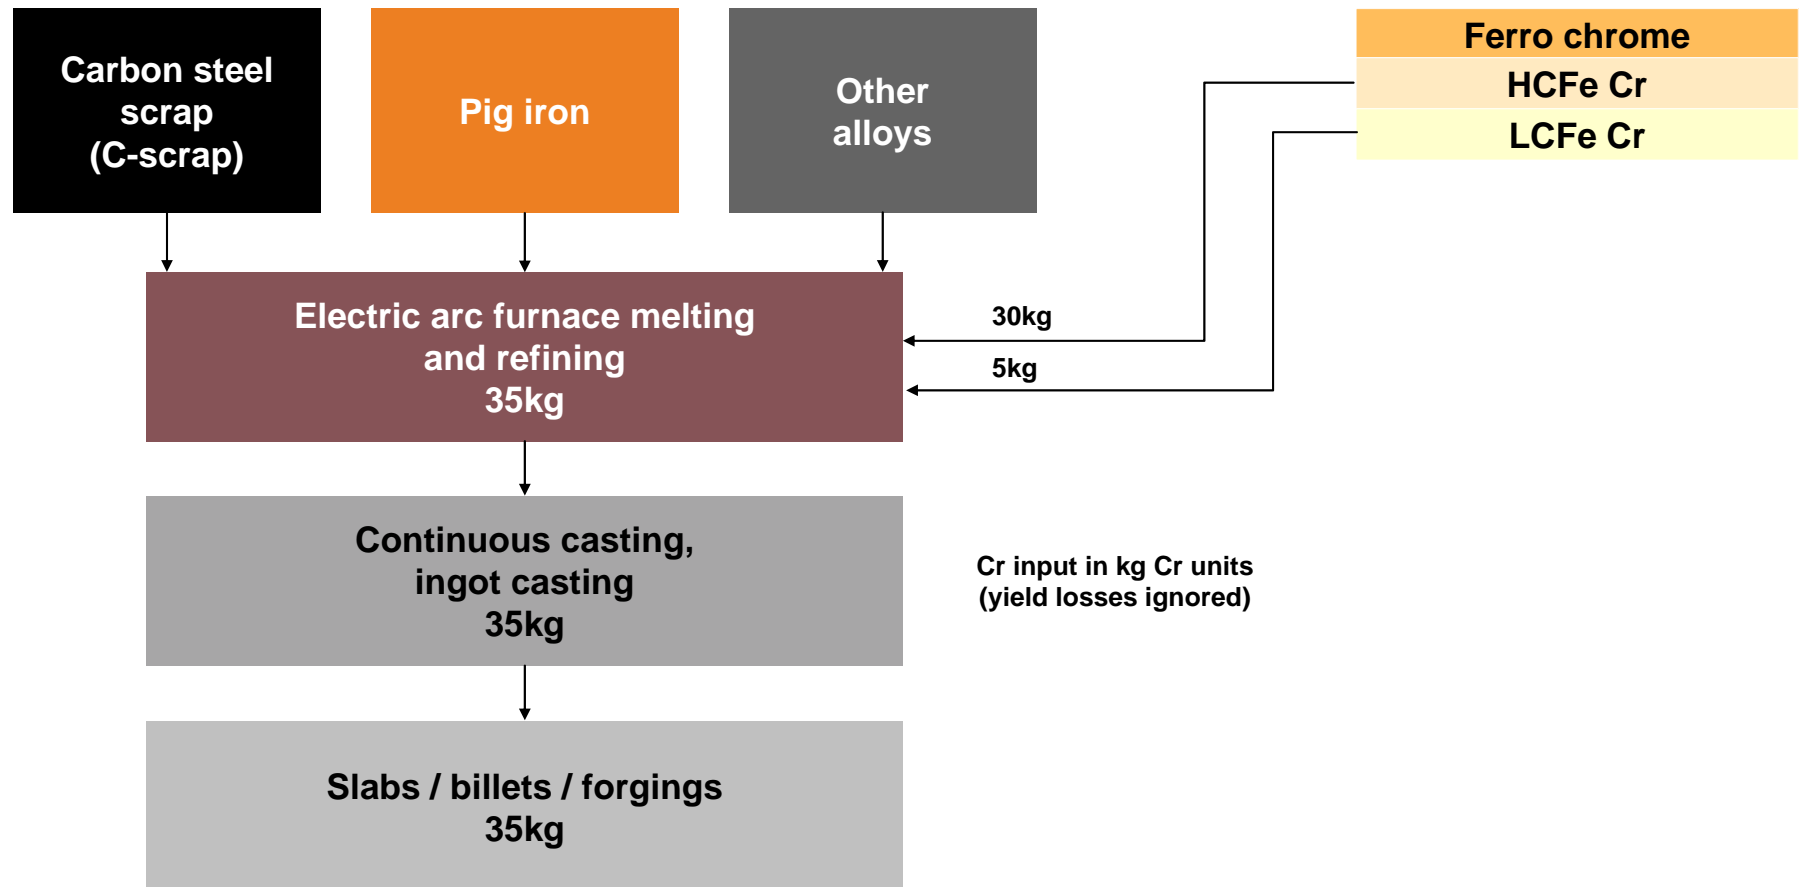 Carbon steel
scrap
(C-scrap)
Pig iron
Other
alloys
Ferro chrome
HCFe Cr
LCFe Cr
Electric arc furnace melting
and refining
35kg
30kg
5kg
Continuous casting,
ingot casting
35kg
Cr input in kg Cr units
(yield losses ignored)
Slabs / billets / forgings
35kg